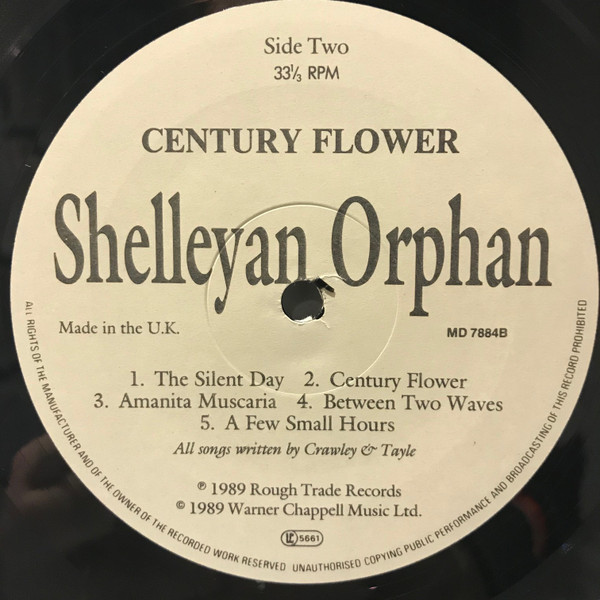 Side Two
33⅓ RPM
CENTURY FLOWER
Shelleyan Orphan
Made in the U.K.
MD 7884B
1. The Silent Day 2. Century Flower
3. Amanita Muscaria 4. Between Two Waves
5. A Few Small Hours
All songs written by Crawley & Tayle
℗ 1989 Rough Trade Records
© 1989 Warner Chappell Music Ltd.
LC 5661
ALL RIGHTS OF THE MANUFACTURER AND OF THE OWNER OF THE RECORDED WORK RESERVED UNAUTHORISED COPYING PUBLIC PERFORMANCE AND BROADCASTING OF THIS RECORD PROHIBITED